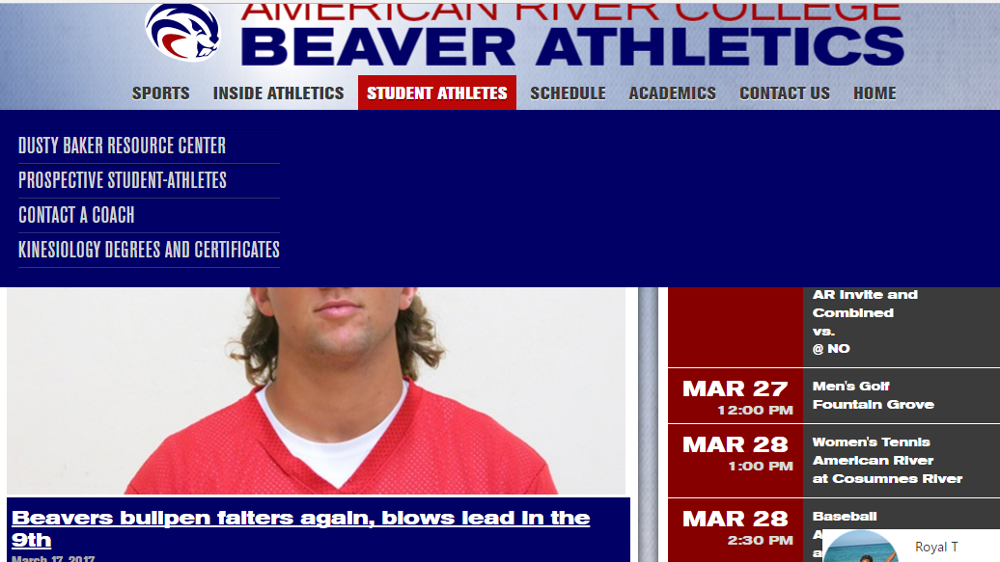 AMERICAN RIVER COLLEGE
BEAVER ATHLETICS
SPORTS INSIDE ATHLETICS STUDENT ATHLETES SCHEDULE ACADEMICS CONTACT US HOME
DUSTY BAKER RESOURCE CENTER
PROSPECTIVE STUDENT-ATHLETES
CONTACT A COACH
KINESIOLOGY DEGREES AND CERTIFICATES
Beavers bullpen falters again, blows lead in the
9th
March 17, 2017
AR Invite and
Combined
vs.
@ NO
MAR 27
12:00 PM
Men's Golf
Fountain Grove
MAR 28
1:00 PM
Women's Tennis
American River
at Cosumnes River
MAR 28
2:30 PM
Baseball
Royal T